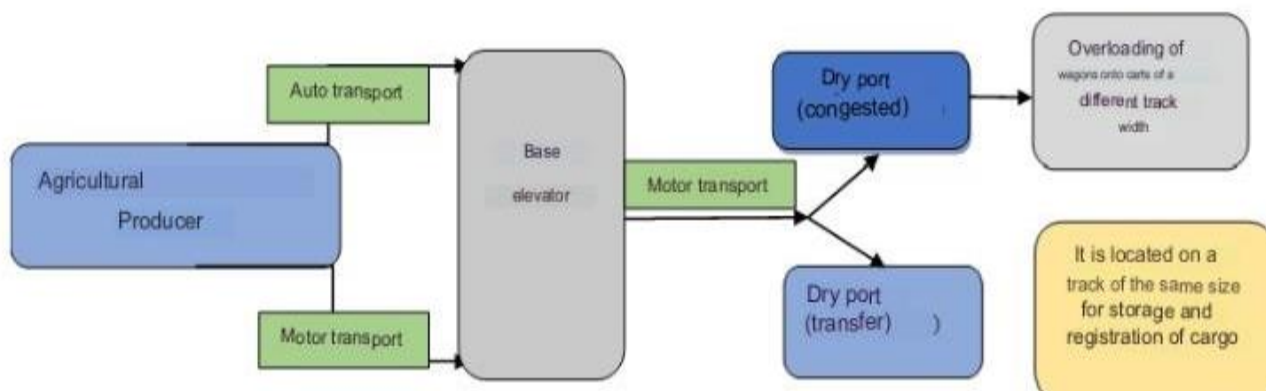 Agricultural
Producer
Auto transport
Motor transport
Base
elevator
Motor transport
Dry port
(congested)
Dry port
(transfer) )
Overloading of
wagons onto carts of a
different track
width
It is located on a
track of the same size
for storage and
registration of cargo